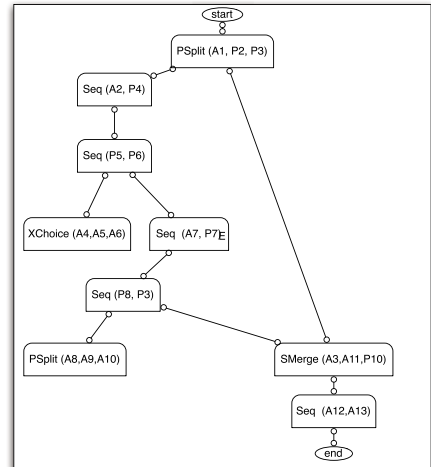 start
PSplit (A1, P2, P3)
Seq (A2, P4)
Seq (P5, P6)
XChoice (A4,A5,A6)
Seq (A7, P7)E
Seq (P8, P3)
PSplit (A8,A9,A10)
SMerge (A3,A11,P10)
Seq (A12,A13)
end